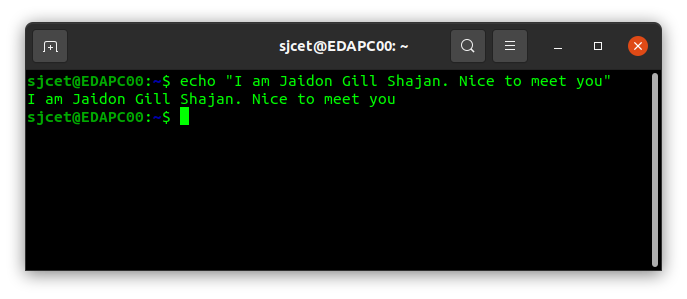 sjcet@EDAPC00: ~
sjcet@EDAPC00:~$ echo "I am Jaidon Gill Shajan. Nice to meet you"
I am Jaidon Gill Shajan. Nice to meet you
sjcet@EDAPC00:~$